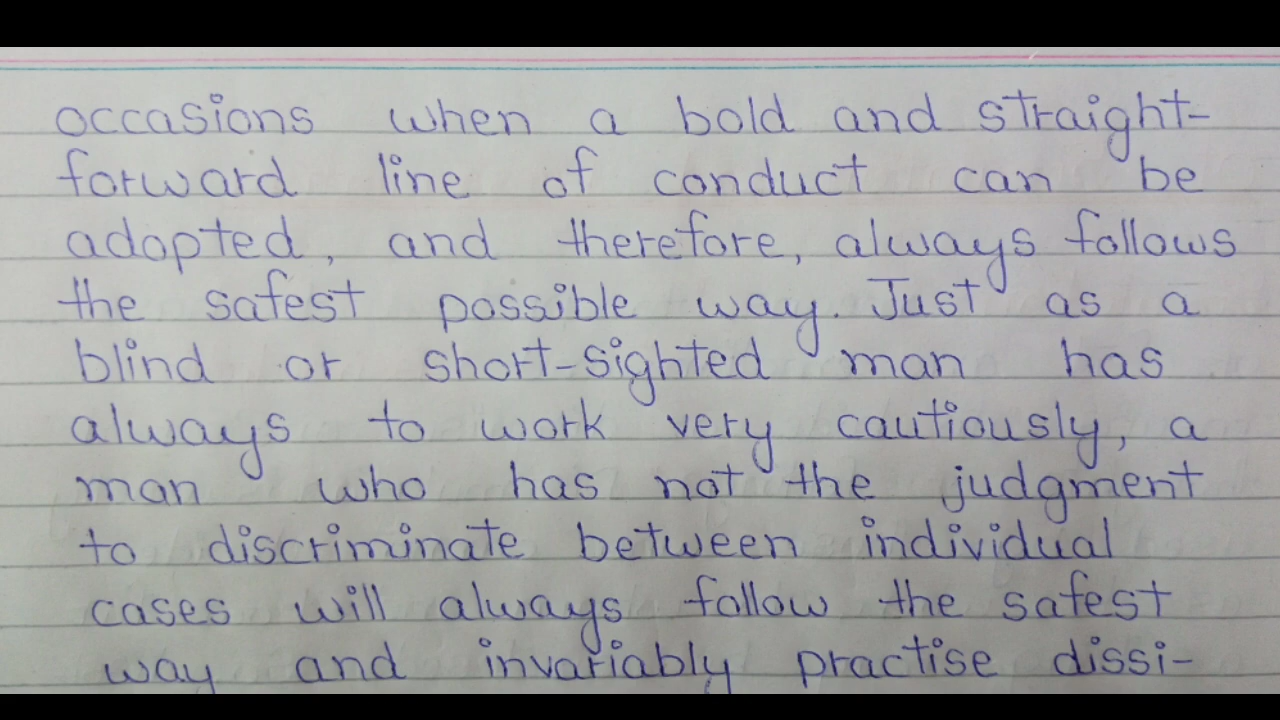 occasions when a bold and straight-
forward line of conduct can be
adopted, and therefore, always follows
the safest possible way. Just as a
blind or short-sighted man has
always to work very cautiously, a
man who has not the judgment
to discriminate between individual
cases will always follow the safest
way and invariably practise dissi-